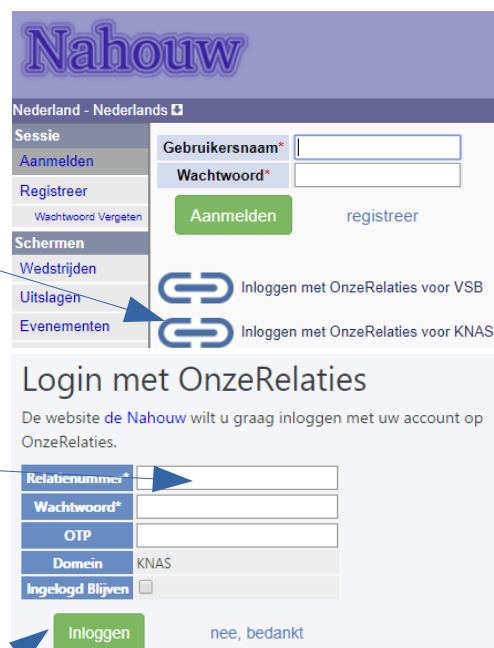 Nahouw
Nederland - Nederlands
Sessie
Aanmelden
Registreer
Wachtwoord Vergeten
Schermen
Wedstrijden
Uitslagen
Evenementen
Gebruikersnaam*
Wachtwoord*
Aanmelden registreer
Inloggen met OnzeRelaties voor VSB
Inloggen met OnzeRelaties voor KNAS
Login met OnzeRelaties
De website de Nahouw wilt u graag inloggen met uw account op
OnzeRelaties.
Relatienummer*
Wachtwoord*
OTP
Domein KNAS
Ingelogd Blijven
Inloggen nee, bedankt